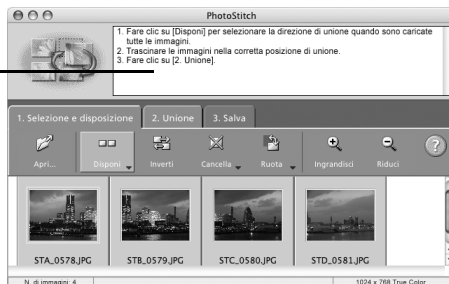 PhotoStitch
1. Fare clic su [Disponi] per selezionare la direzione di unione quando sono caricate
tutte le immagini.
2. Trascinare le immagini nella corretta posizione di unione.
3. Fare clic su [2. Unione].
1. Selezione e disposizione 2. Unione 3. Salva
Apri... Disponi Inverti Cancella Ruota Ingrandisci Riduci ?
STA_0578.JPG STB_0579.JPG STC_0580.JPG STD_0581.JPG
N. di immagini: 4 1024 x 768 True Color